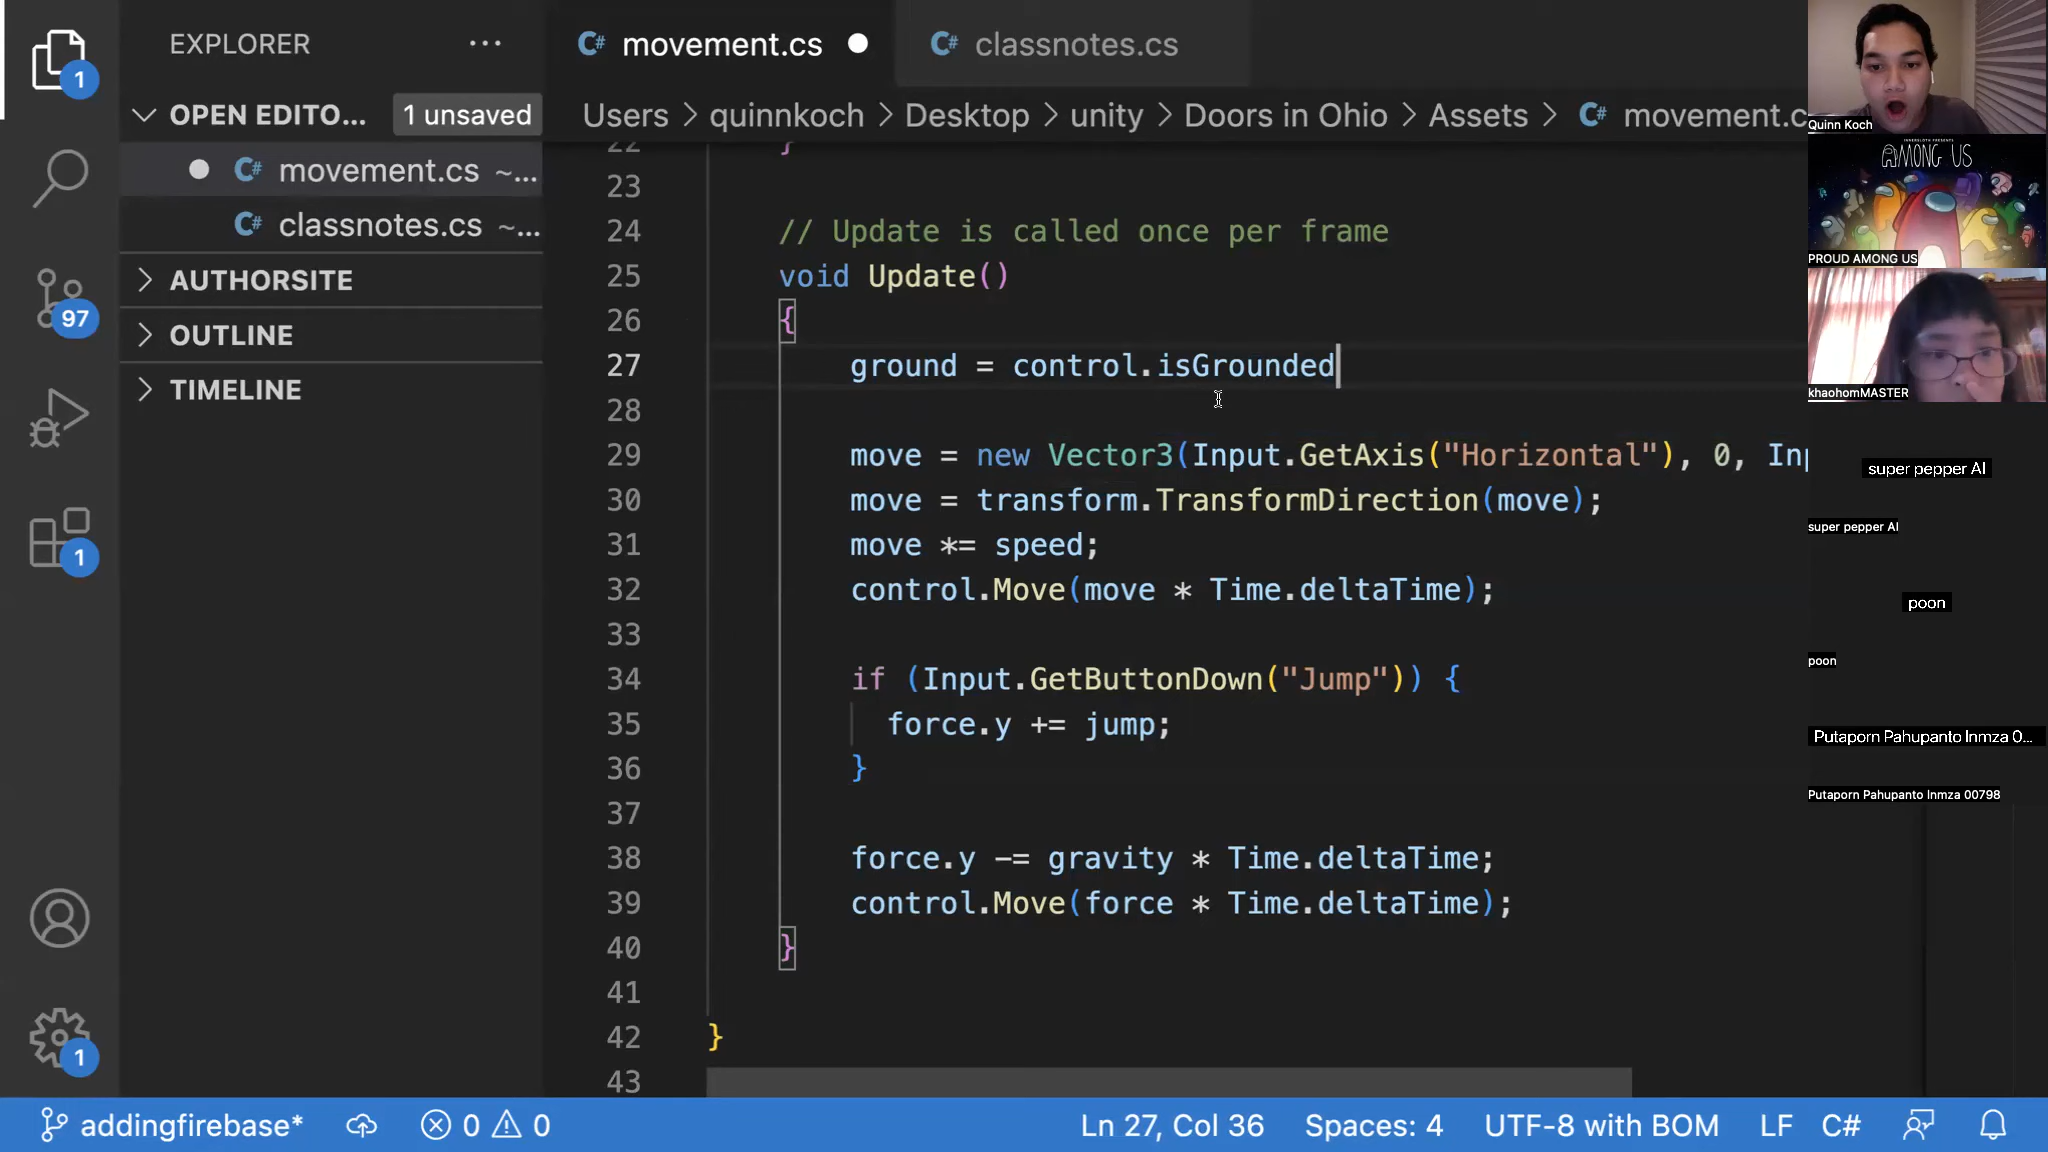 EXPLORER
···
movement.cs
classnotes.cs
OPEN EDITO...
1 unsaved
movement.cs ~...
classnotes.cs ~...
AUTHORSITE
OUTLINE
TIMELINE
1
97
1
1
Users > quinnkoch > Desktop > unity > Doors in Ohio > Assets > movement.c
22 }
23
24 // Update is called once per frame
25 void Update()
26 {
27 ground = control.isGrounded
28
29 move = new Vector3(Input.GetAxis("Horizontal"), 0, Inp
30 move = transform.TransformDirection(move);
31 move *= speed;
32 control.Move(move * Time.deltaTime);
33
34 if (Input.GetButtonDown("Jump")) {
35 force.y += jump;
36 }
37
38 force.y -= gravity * Time.deltaTime;
39 control.Move(force * Time.deltaTime);
40 }
41
42 }
43
Quinn Koch
INNERSLOTH PRESENTS
AMONG US
PROUD AMONG US
khaohomMASTER
super pepper AI
super pepper AI
poon
poon
Putaporn Pahupanto Inmza 0...
Putaporn Pahupanto Inmza 00798
addingfirebase* 0 0 Ln 27, Col 36 Spaces: 4 UTF-8 with BOM LF C#